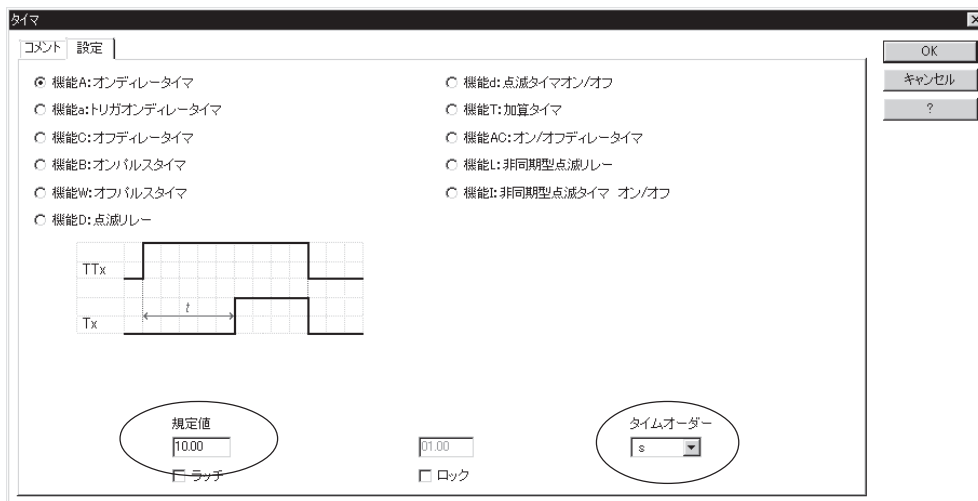 タイマ
コメント 設定
OK
キャンセル
?
機能A:オンディレータイマ
機能a:トリガオンディレータイマ
機能C:オフディレータイマ
機能B:オンパルスタイマ
機能W:オフパルスタイマ
機能D:点滅リレー
機能d:点滅タイマオン/オフ
機能T:加算タイマ
機能AC:オン/オフディレータイマ
機能L:非同期型点滅リレー
機能I:非同期型点滅タイマ オン/オフ
TTx
t
Tx
規定値
10.00
ラッチ
01.00
ロック
タイムオーダー
s